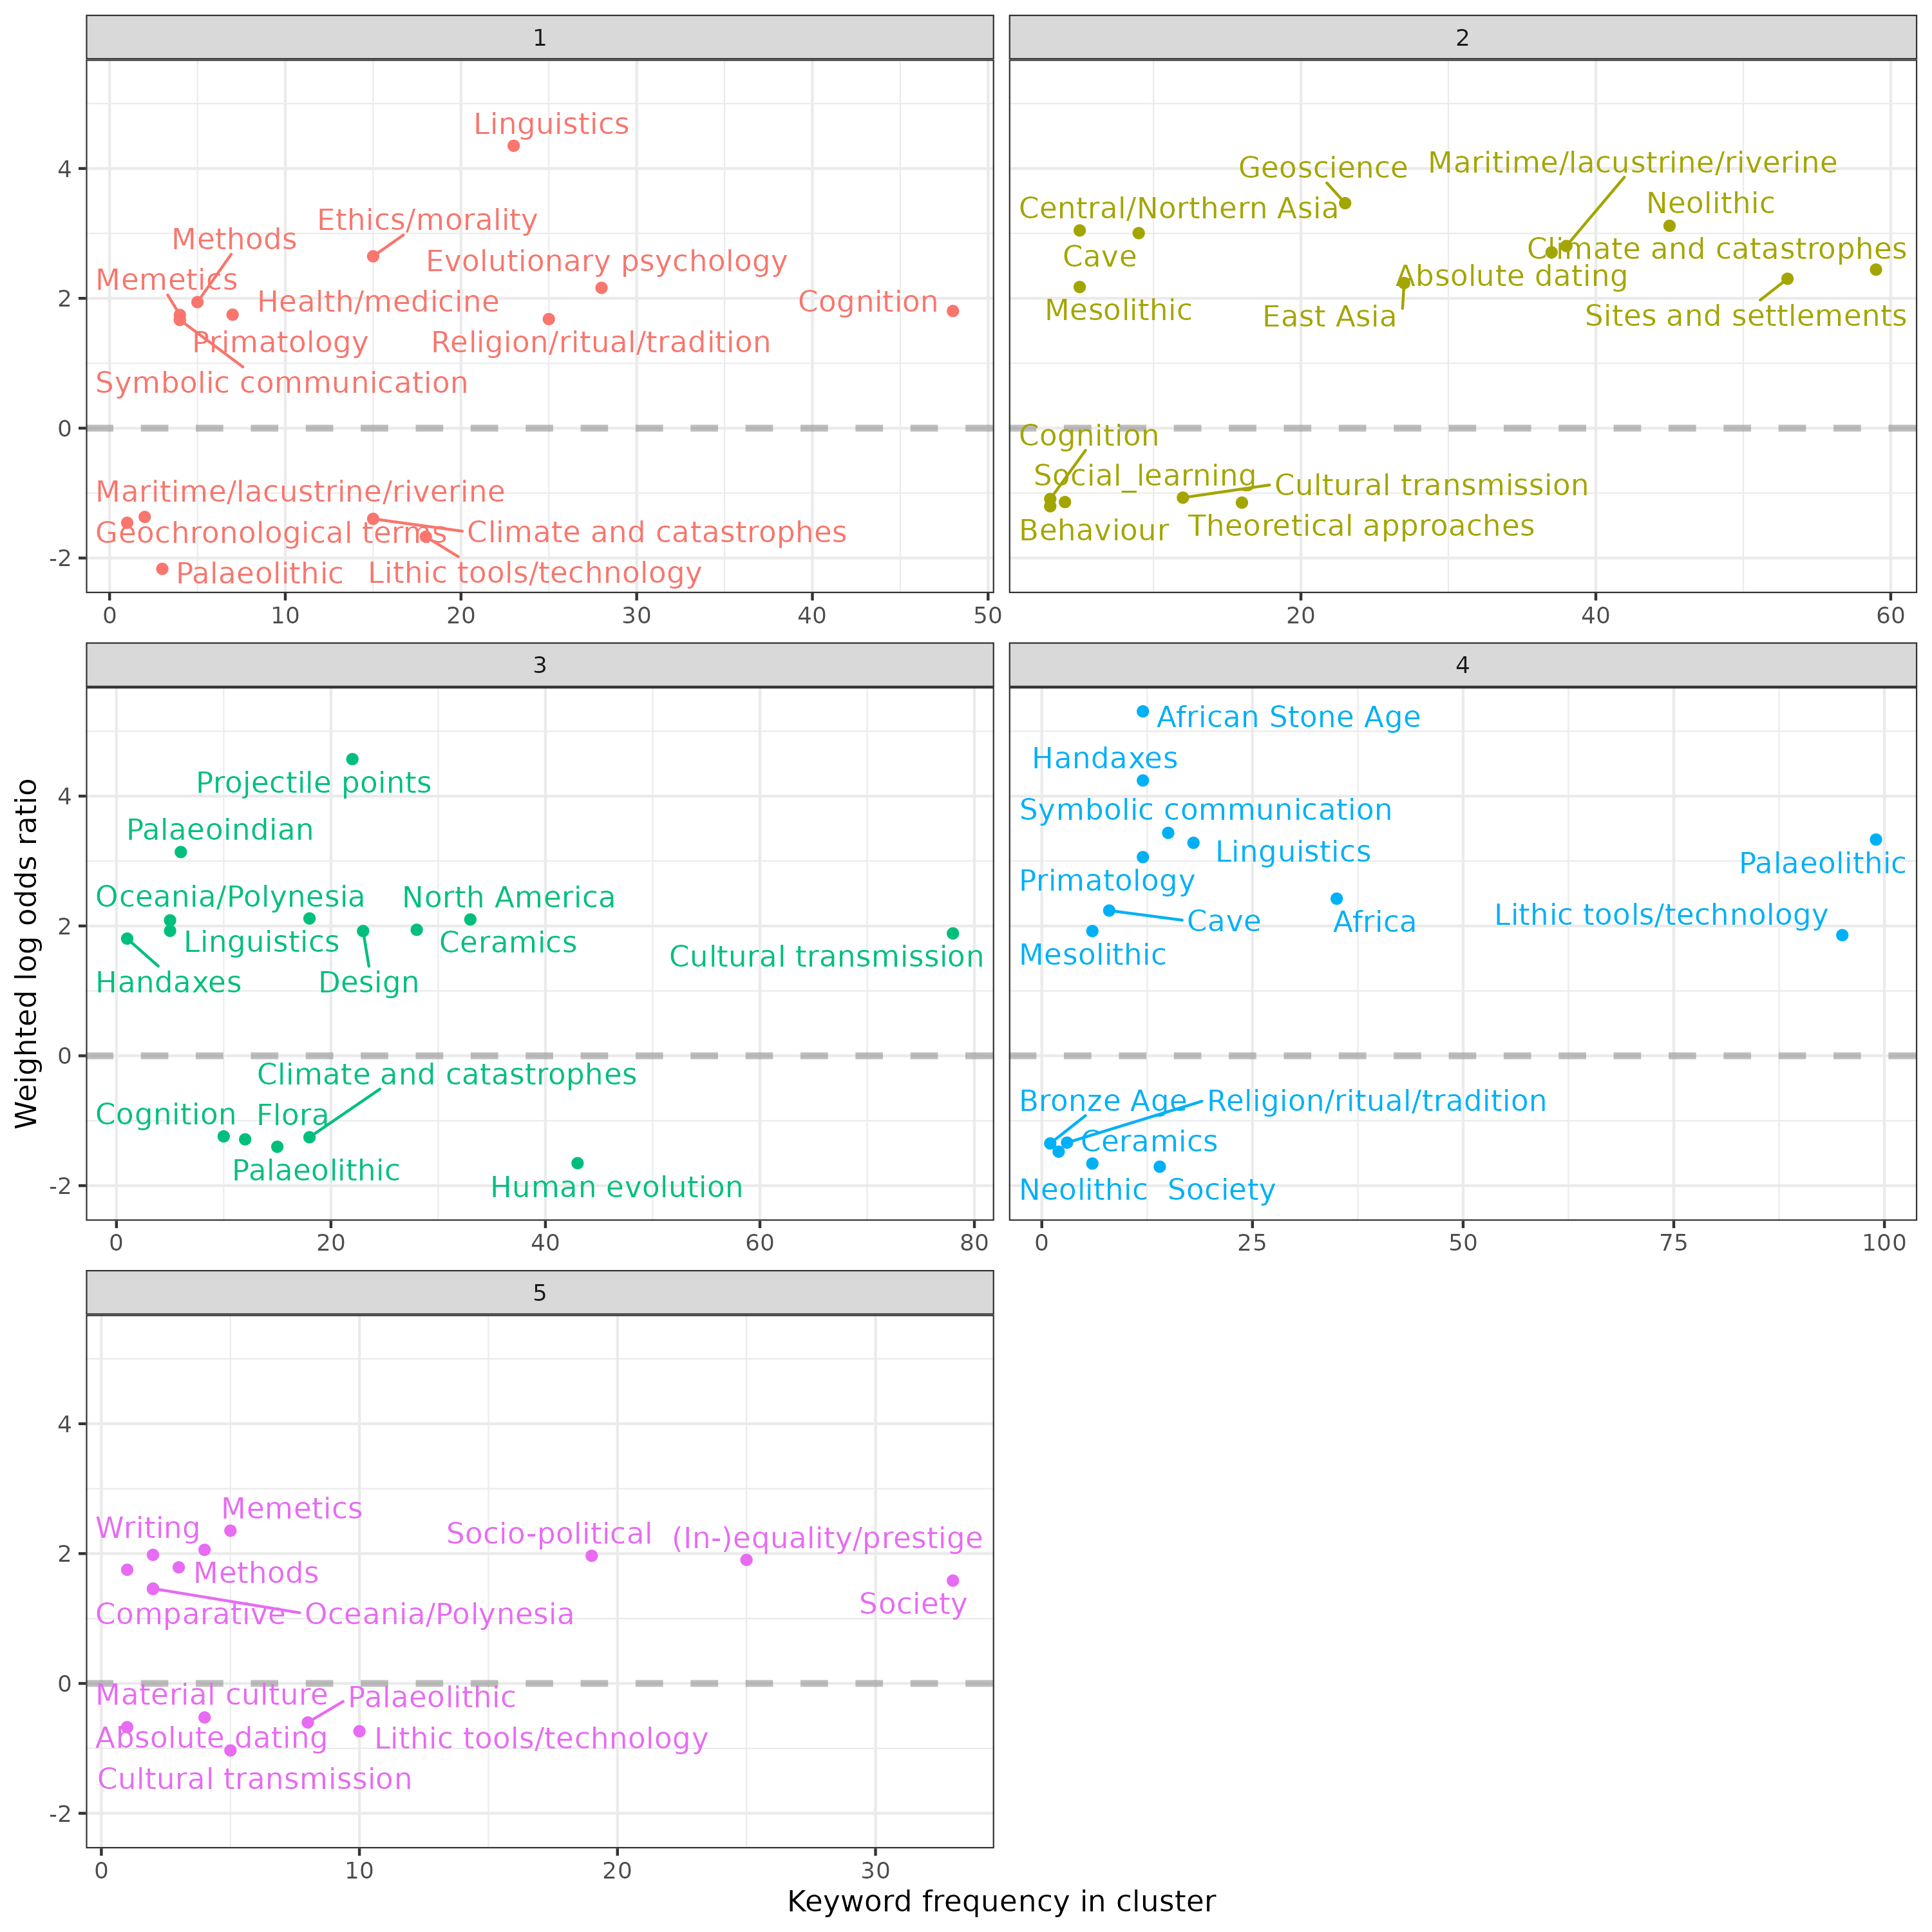 1
Linguistics
Ethics/morality
Methods
Evolutionary psychology
Memetics
Health/medicine
Cognition
Primatology
Religion/ritual/tradition
Symbolic communication
Maritime/lacustrine/riverine
Geochronological terms
Climate and catastrophes
Palaeolithic
Lithic tools/technology
4
2
0
-2
0 10 20 30 40 50
2
Geoscience
Maritime/lacustrine/riverine
Central/Northern Asia
Neolithic
Cave
Climate and catastrophes
Absolute dating
Mesolithic
East Asia
Sites and settlements
Cognition
Social_learning
Cultural transmission
Behaviour
Theoretical approaches
20 40 60
3
Projectile points
Palaeoindian
Oceania/Polynesia
North America
Linguistics
Ceramics
Cultural transmission
Handaxes
Design
Climate and catastrophes
Cognition
Flora
Palaeolithic
Human evolution
4
2
0
-2
0 20 40 60 80
4
African Stone Age
Handaxes
Symbolic communication
Linguistics
Palaeolithic
Primatology
Cave
Africa
Lithic tools/technology
Mesolithic
Bronze Age
Religion/ritual/tradition
Ceramics
Neolithic
Society
0 25 50 75 100
5
Memetics
Writing
Socio-political
(In-)equality/prestige
Methods
Society
Comparative
Oceania/Polynesia
Material culture
Palaeolithic
Absolute dating
Lithic tools/technology
Cultural transmission
4
2
0
-2
0 10 20 30
Weighted log odds ratio
Keyword frequency in cluster